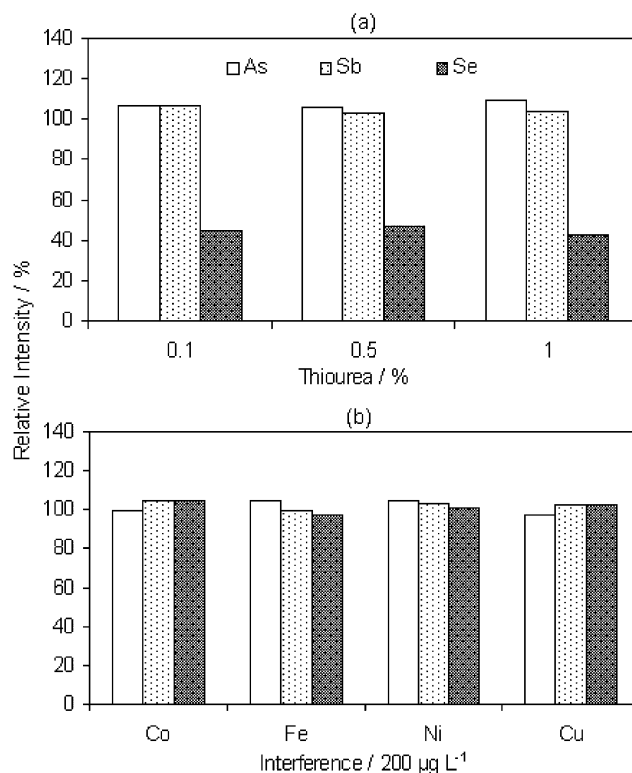 (a)
140
120
100
80
60
40
20
0
As Sb Se
0.1 0.5 1
Thiourea / %
Relative Intensity / %
(b)
140
120
100
80
60
40
20
0
Co Fe Ni Cu
Interference / 200 µg L⁻¹